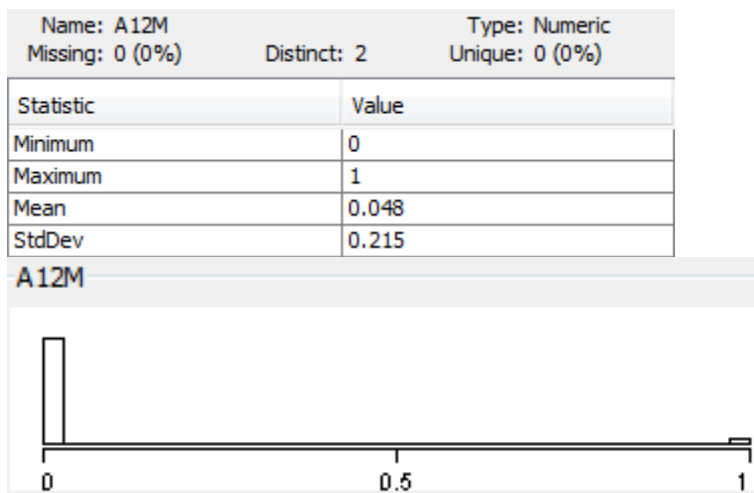 Name: A12M Type: Numeric
Missing: 0 (0%) Distinct: 2 Unique: 0 (0%)
Statistic Value
Minimum 0
Maximum 1
Mean 0.048
StdDev 0.215
A12M
0 0.5 1